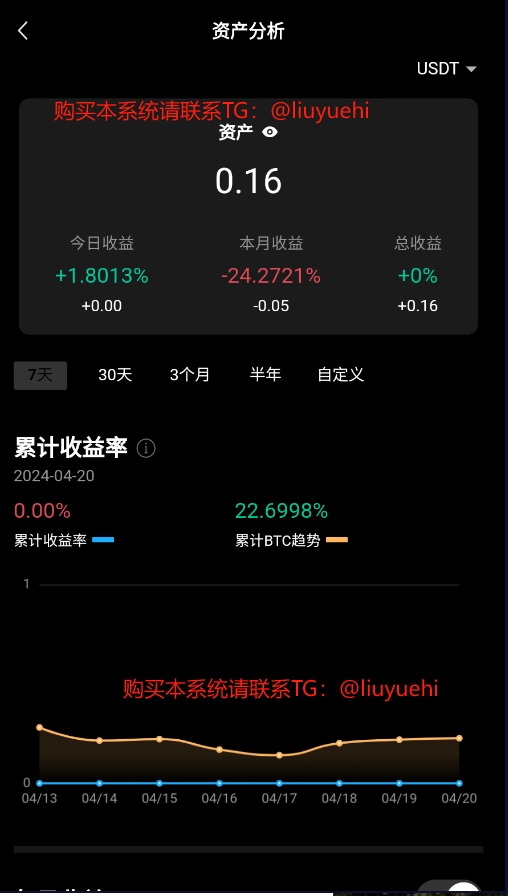 资产分析
USDT
购买本系统请联系TG：@liuyuehi
资产
0.16
今日收益 本月收益 总收益
+1.8013% -24.2721% +0%
+0.00 -0.05 +0.16
7天 30天 3个月 半年 自定义
累计收益率
2024-04-20
0.00% 22.6998%
累计收益率 累计BTC趋势
1
购买本系统请联系TG：@liuyuehi
0
04/13 04/14 04/15 04/16 04/17 04/18 04/19 04/20